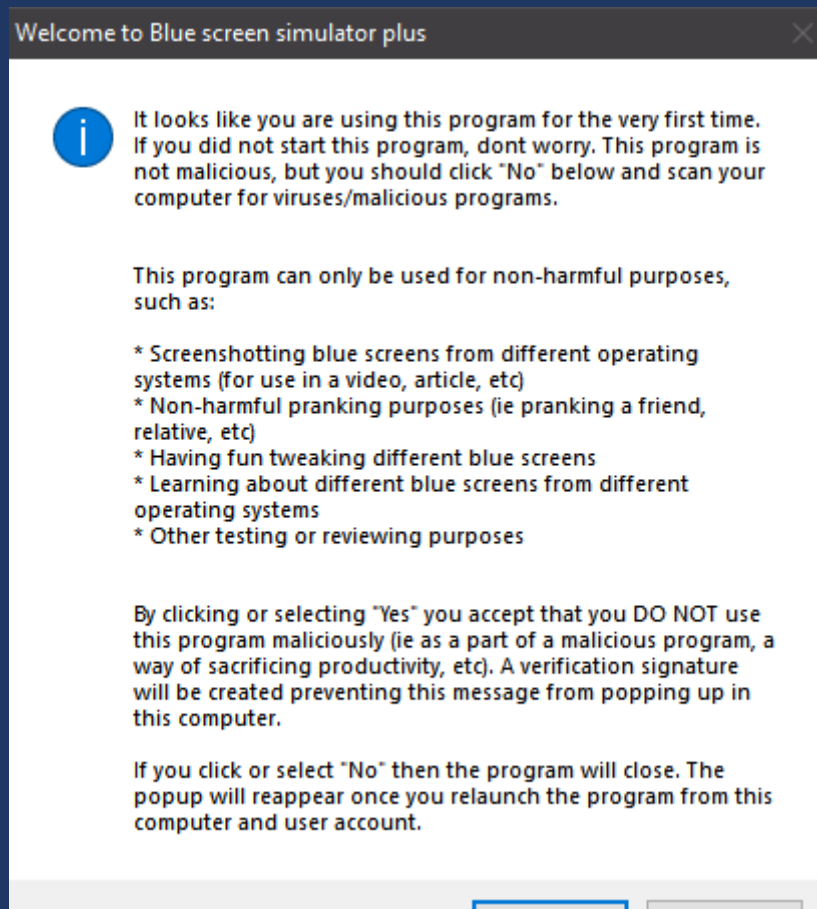 Welcome to Blue screen simulator plus
It looks like you are using this program for the very first time.
If you did not start this program, dont worry. This program is
not malicious, but you should click "No" below and scan your
computer for viruses/malicious programs.
This program can only be used for non-harmful purposes,
such as:
* Screenshotting blue screens from different operating
systems (for use in a video, article, etc)
* Non-harmful pranking purposes (ie pranking a friend,
relative, etc)
* Having fun tweaking different blue screens
* Learning about different blue screens from different
operating systems
* Other testing or reviewing purposes
By clicking or selecting "Yes" you accept that you DO NOT use
this program maliciously (ie as a part of a malicious program, a
way of sacrificing productivity, etc). A verification signature
will be created preventing this message from popping up in
this computer.
If you click or select "No" then the program will close. The
popup will reappear once you relaunch the program from this
computer and user account.